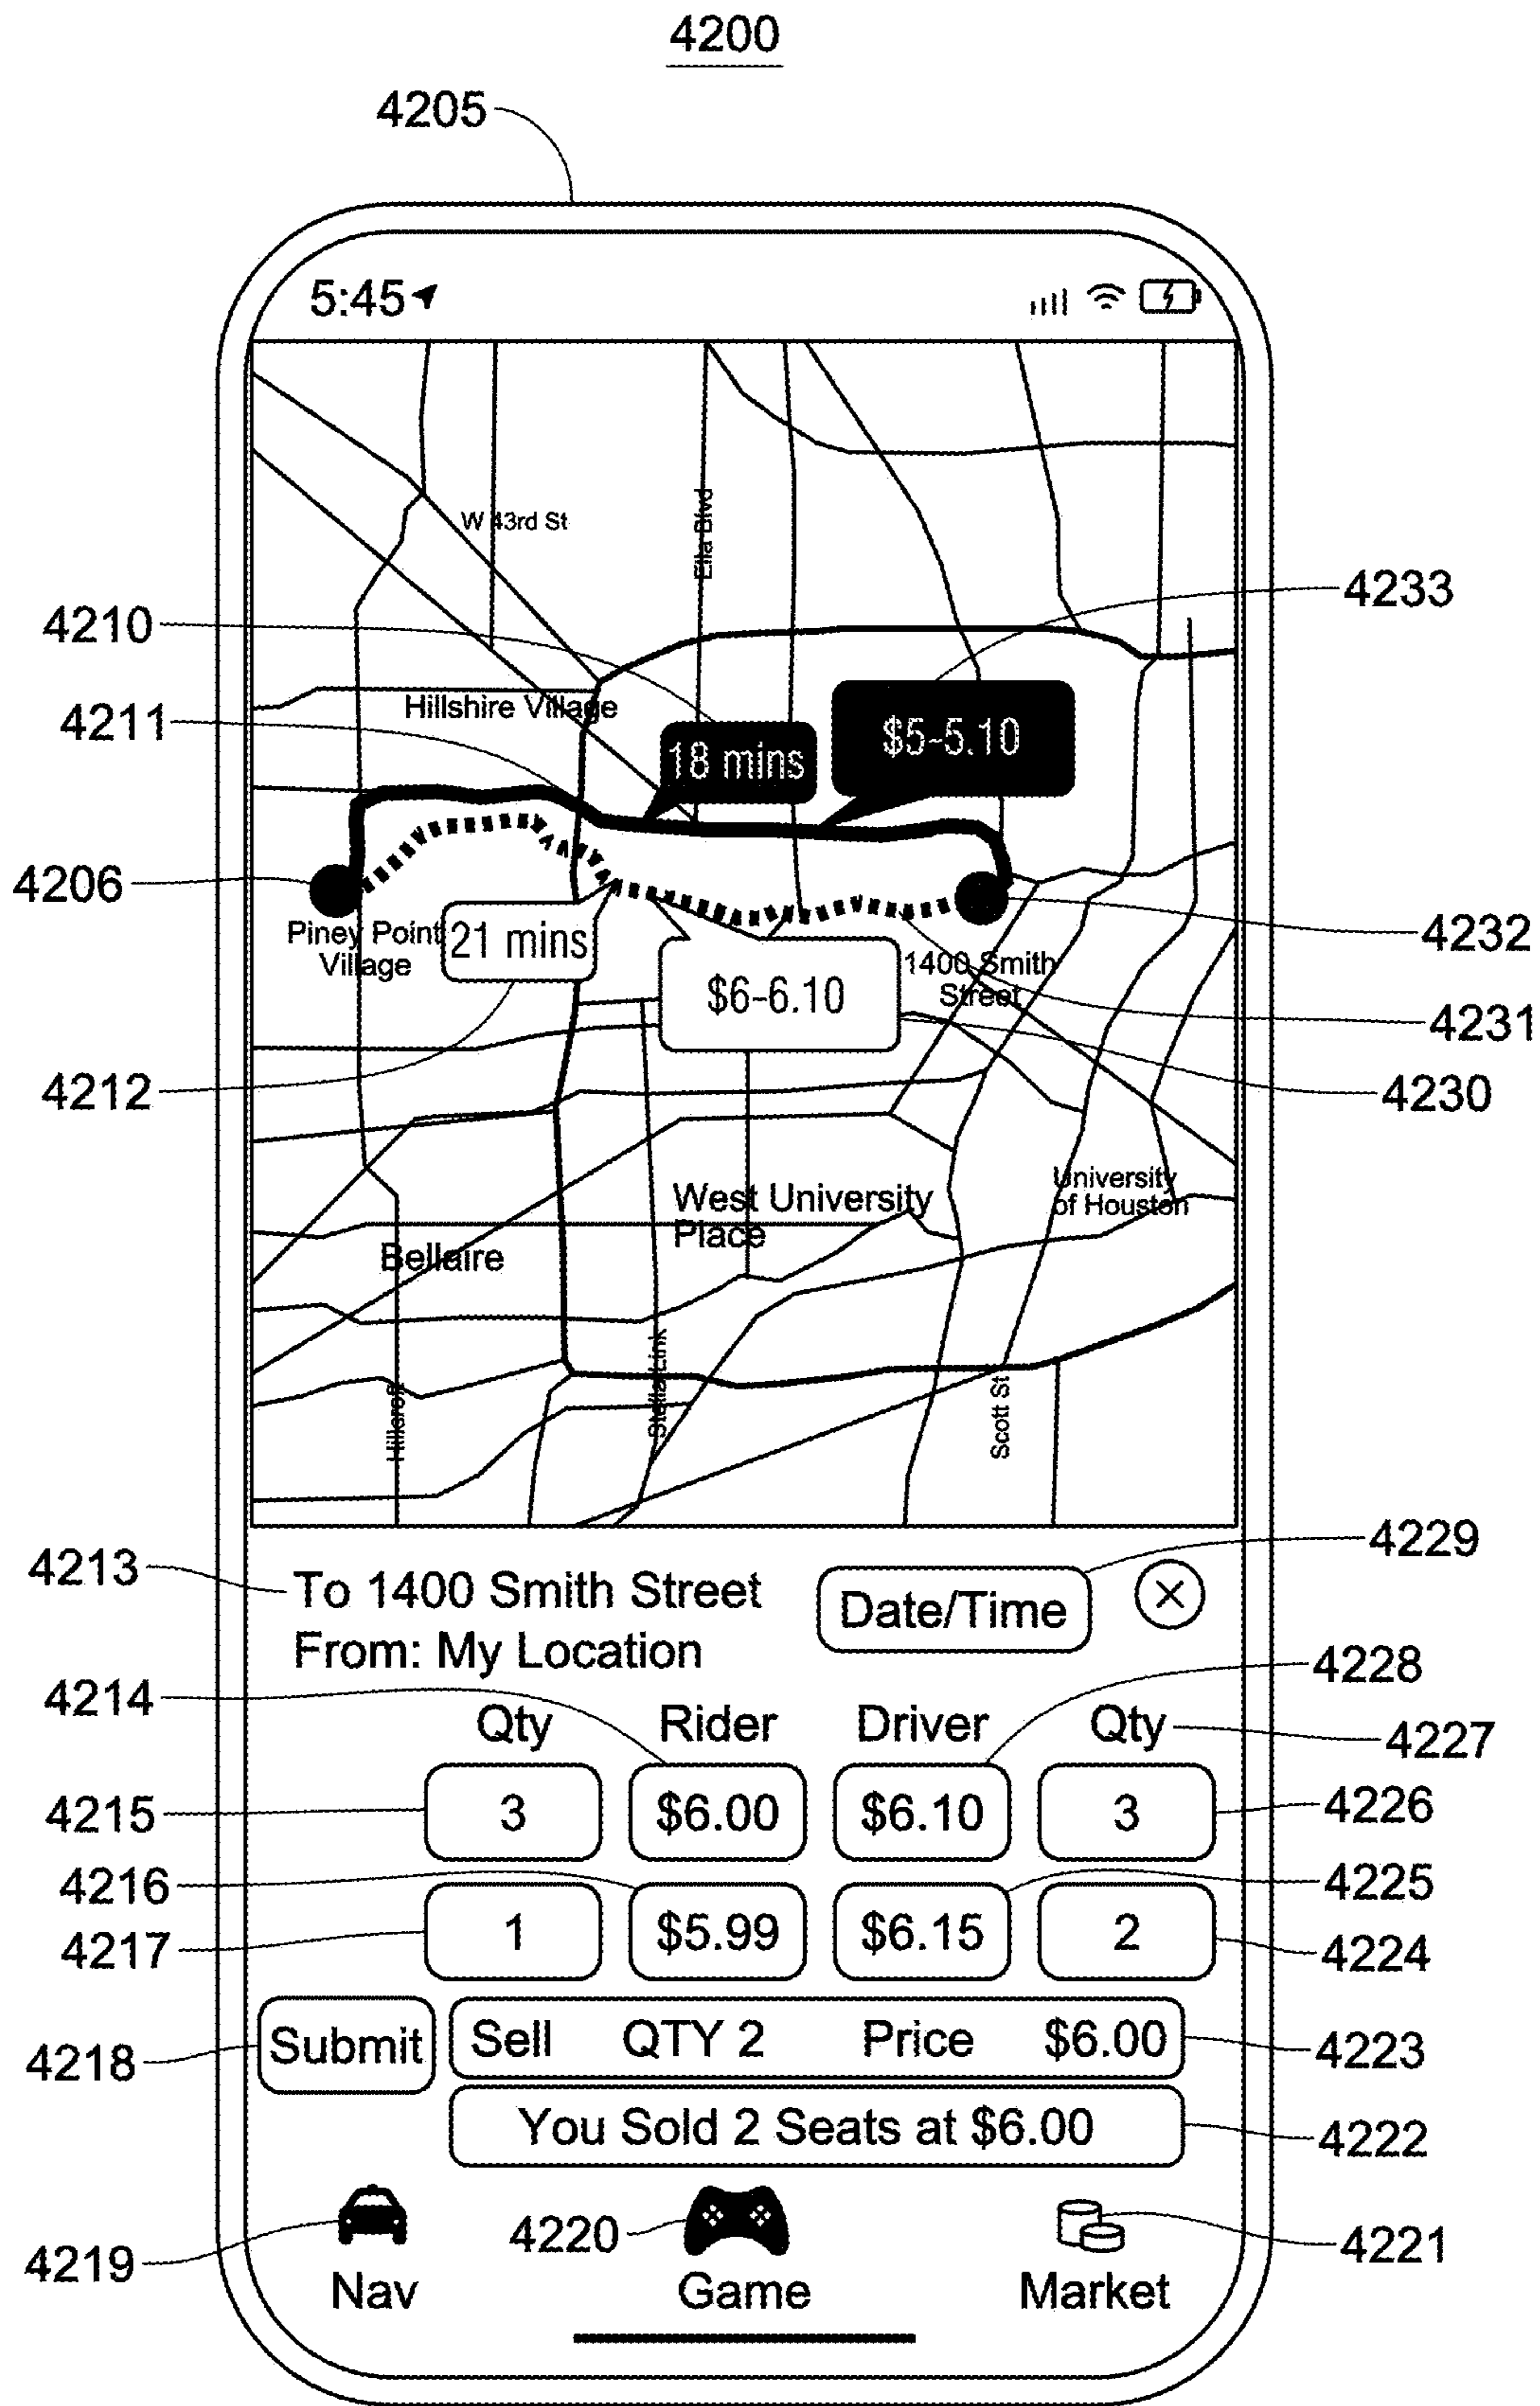 4200
4205
5:45
W 43rd St
Ella Blvd
4233
4210
Hillshire Village
4211
$5-5.10
18 mins
4206
Piney Point
Village
21 mins
4232
$6-6.10
1400 Smith
Street
4231
4212
4230
West University
Place
University
of Houston
Bellaire
Hillcroft
Stella Link
Scott St
4229
4213
To 1400 Smith Street
Date/Time
From: My Location
4228
4214
Qty Rider Driver Qty
4227
4215
3 $6.00 $6.10 3
4226
4216
4225
4217
1 $5.99 $6.15 2
4224
4218
Submit
Sell QTY 2 Price $6.00
4223
You Sold 2 Seats at $6.00
4222
4219
4220
4221
Nav Game Market